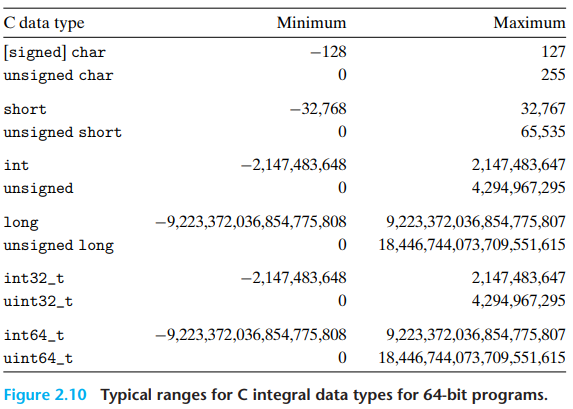 C data type Minimum Maximum
[signed] char −128 127
unsigned char 0 255
short −32,768 32,767
unsigned short 0 65,535
int −2,147,483,648 2,147,483,647
unsigned 0 4,294,967,295
long −9,223,372,036,854,775,808 9,223,372,036,854,775,807
unsigned long 0 18,446,744,073,709,551,615
int32_t −2,147,483,648 2,147,483,647
uint32_t 0 4,294,967,295
int64_t −9,223,372,036,854,775,808 9,223,372,036,854,775,807
uint64_t 0 18,446,744,073,709,551,615
Figure 2.10 Typical ranges for C integral data types for 64-bit programs.